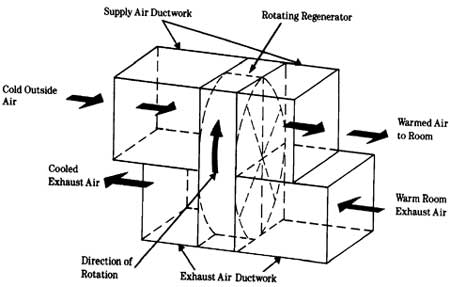 Supply Air Ductwork
Rotating Regenerator
Cold Outside
Air
Warmed Air
to Room
Cooled
Exhaust Air
Warm Room
Exhaust Air
Direction of
Rotation
Exhaust Air Ductwork